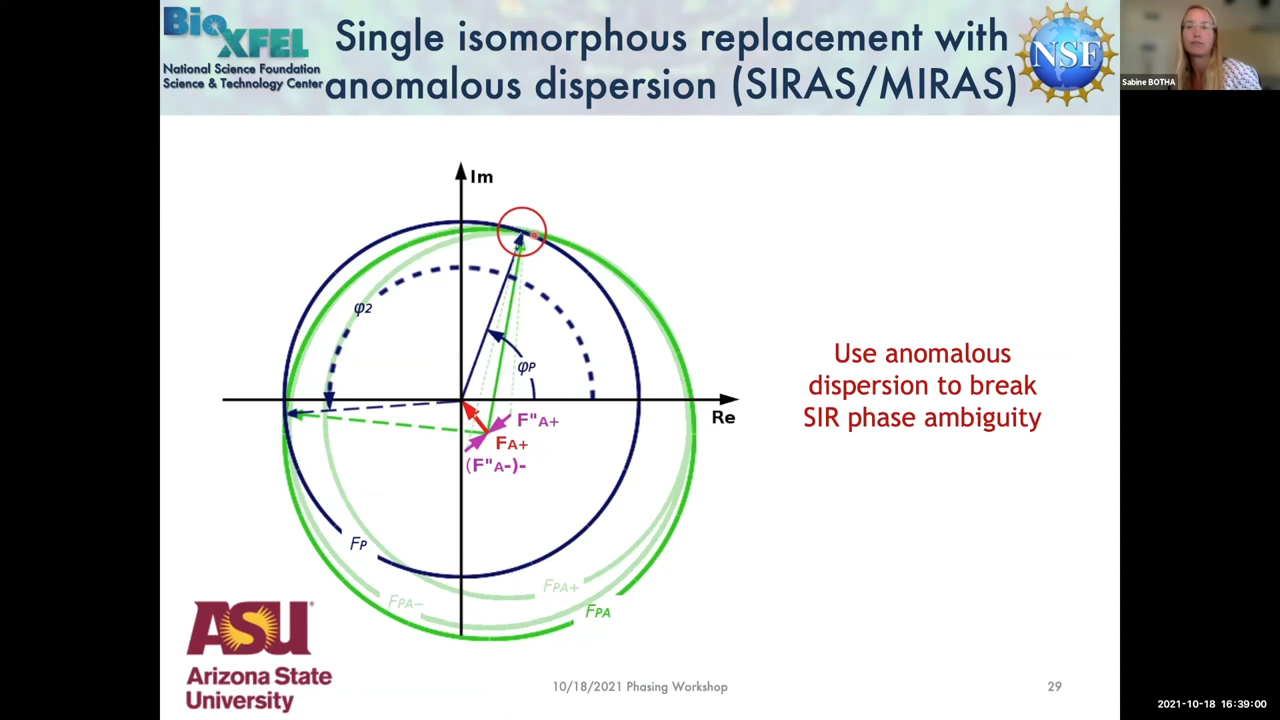 Bio
XFEL
National Science Foundation
Science & Technology Center
Single isomorphous replacement with
anomalous dispersion (SIRAS/MIRAS)
NSF
Sabine BOTHA
Im
φ2
φP
Re
F"A+
FA+
(F"A-)-
Use anomalous
dispersion to break
SIR phase ambiguity
FP
FPA+
FPA−
FPA
ASU
Arizona State
University
10/18/2021 Phasing Workshop
29
2021-10-18 16:39:00